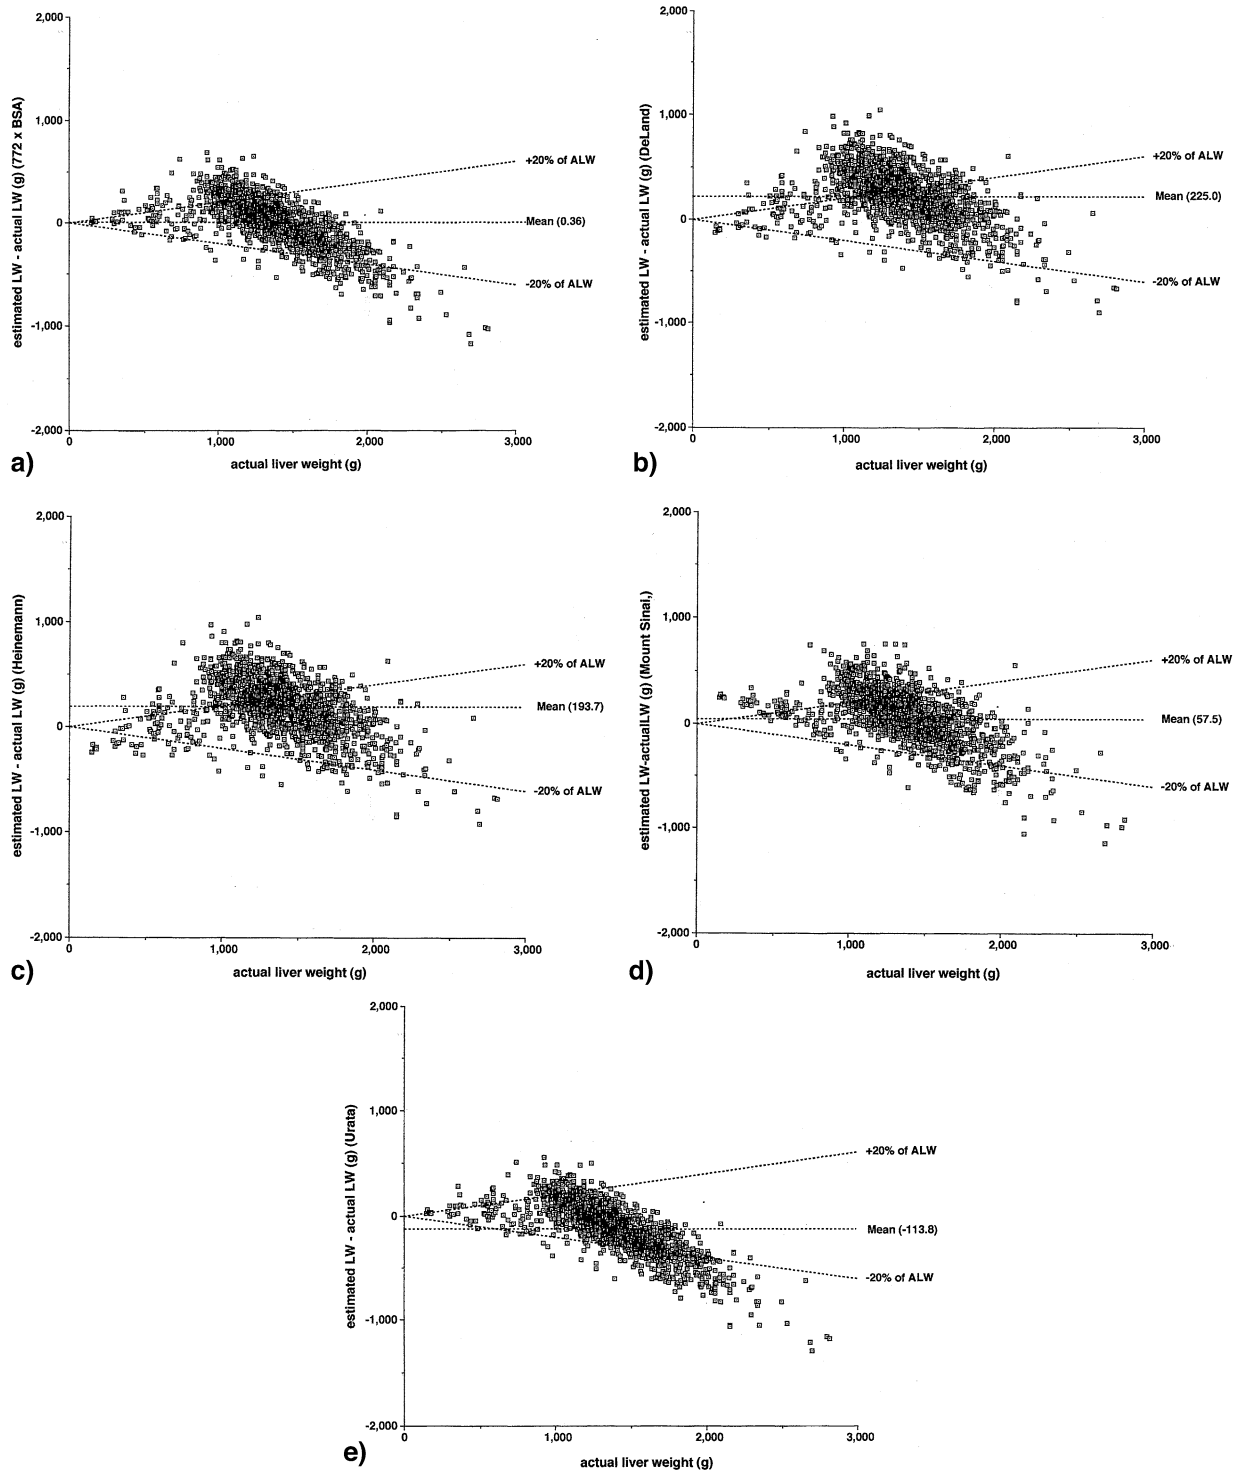 2,000
1,000
0
-1,000
-2,000
estimated LW - actual LW (g) (772 x BSA)
+20% of ALW
Mean (0.36)
-20% of ALW
0
1,000
2,000
3,000
actual liver weight (g)
a)
2,000
1,000
0
-1,000
-2,000
estimated LW - actual LW (g) (DeLand)
+20% of ALW
Mean (225.0)
-20% of ALW
0
1,000
2,000
3,000
actual liver weight (g)
b)
2,000
1,000
0
-1,000
-2,000
estimated LW - actual LW (g) (Heinemann)
+20% of ALW
Mean (193.7)
-20% of ALW
0
1,000
2,000
3,000
actual liver weight (g)
c)
2,000
1,000
0
-1,000
-2,000
estimated LW-actualLW (g) (Mount Sinai,)
+20% of ALW
Mean (57.5)
-20% of ALW
0
1,000
2,000
3,000
actual liver weight (g)
d)
2,000
1,000
0
-1,000
-2,000
estimated LW - actual LW (g) (Urata)
+20% of ALW
Mean (-113.8)
-20% of ALW
0
1,000
2,000
3,000
actual liver weight (g)
e)